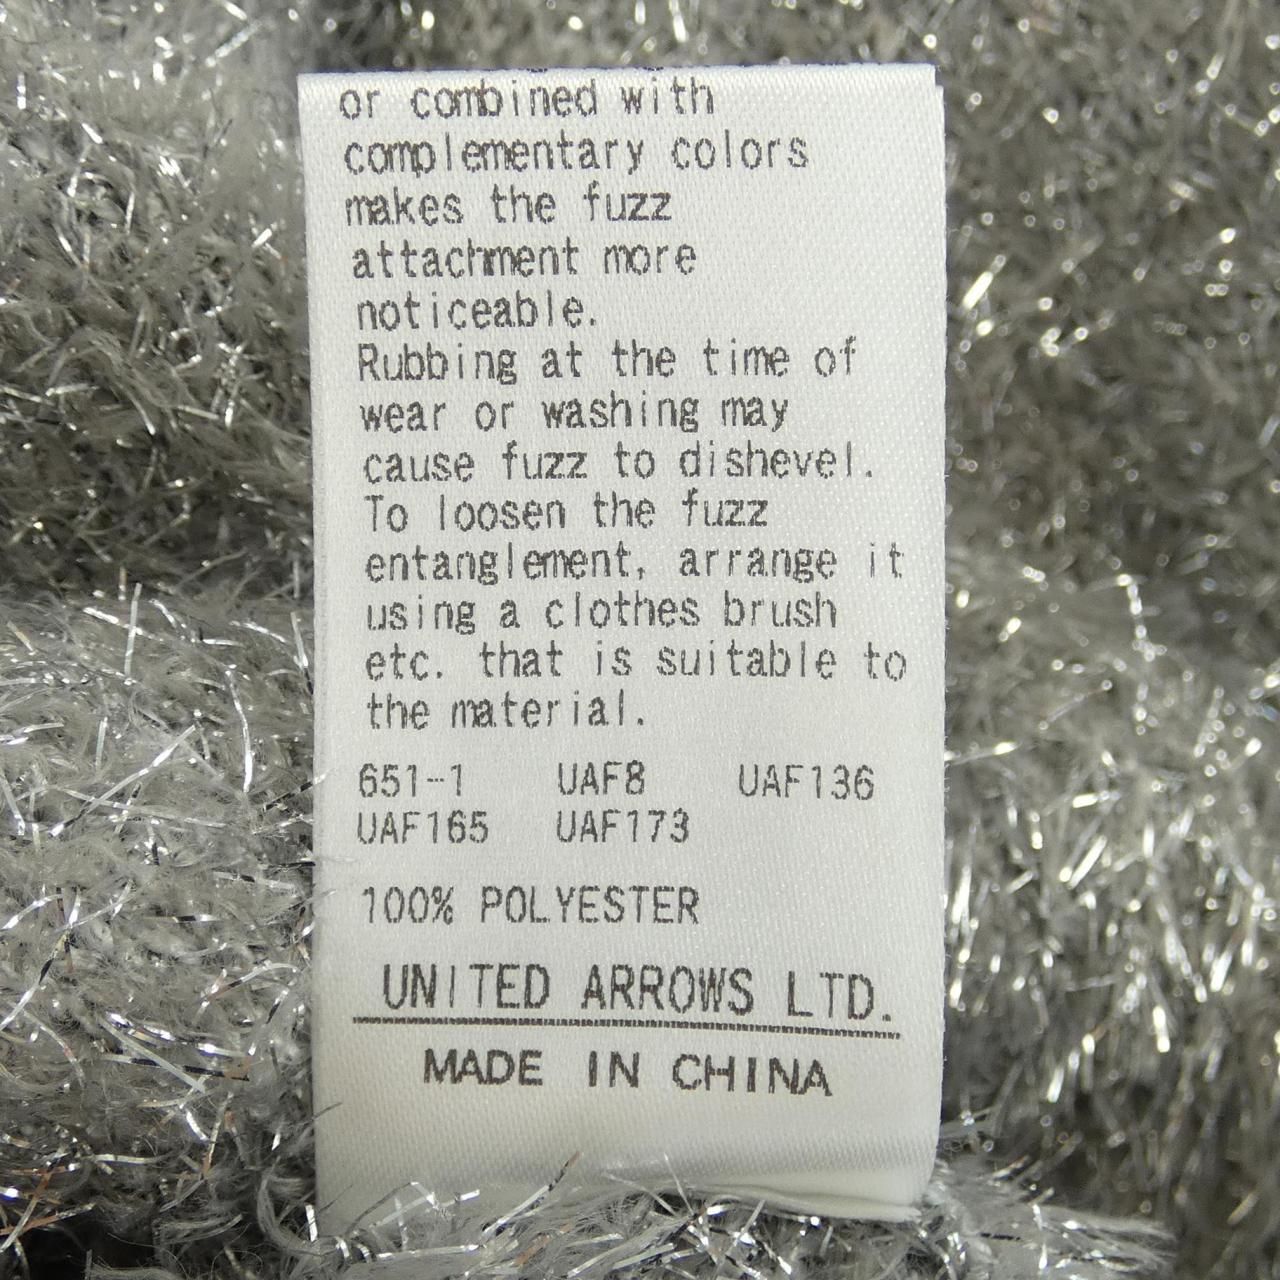 or combined with
complementary colors
makes the fuzz
attachment more
noticeable.
Rubbing at the time of
wear or washing may
cause fuzz to dishevel.
To loosen the fuzz
entanglement, arrange it
using a clothes brush
etc. that is suitable to
the material.
651-1 UAF8 UAF136
UAF165 UAF173
100% POLYESTER
UNITED ARROWS LTD.
MADE IN CHINA